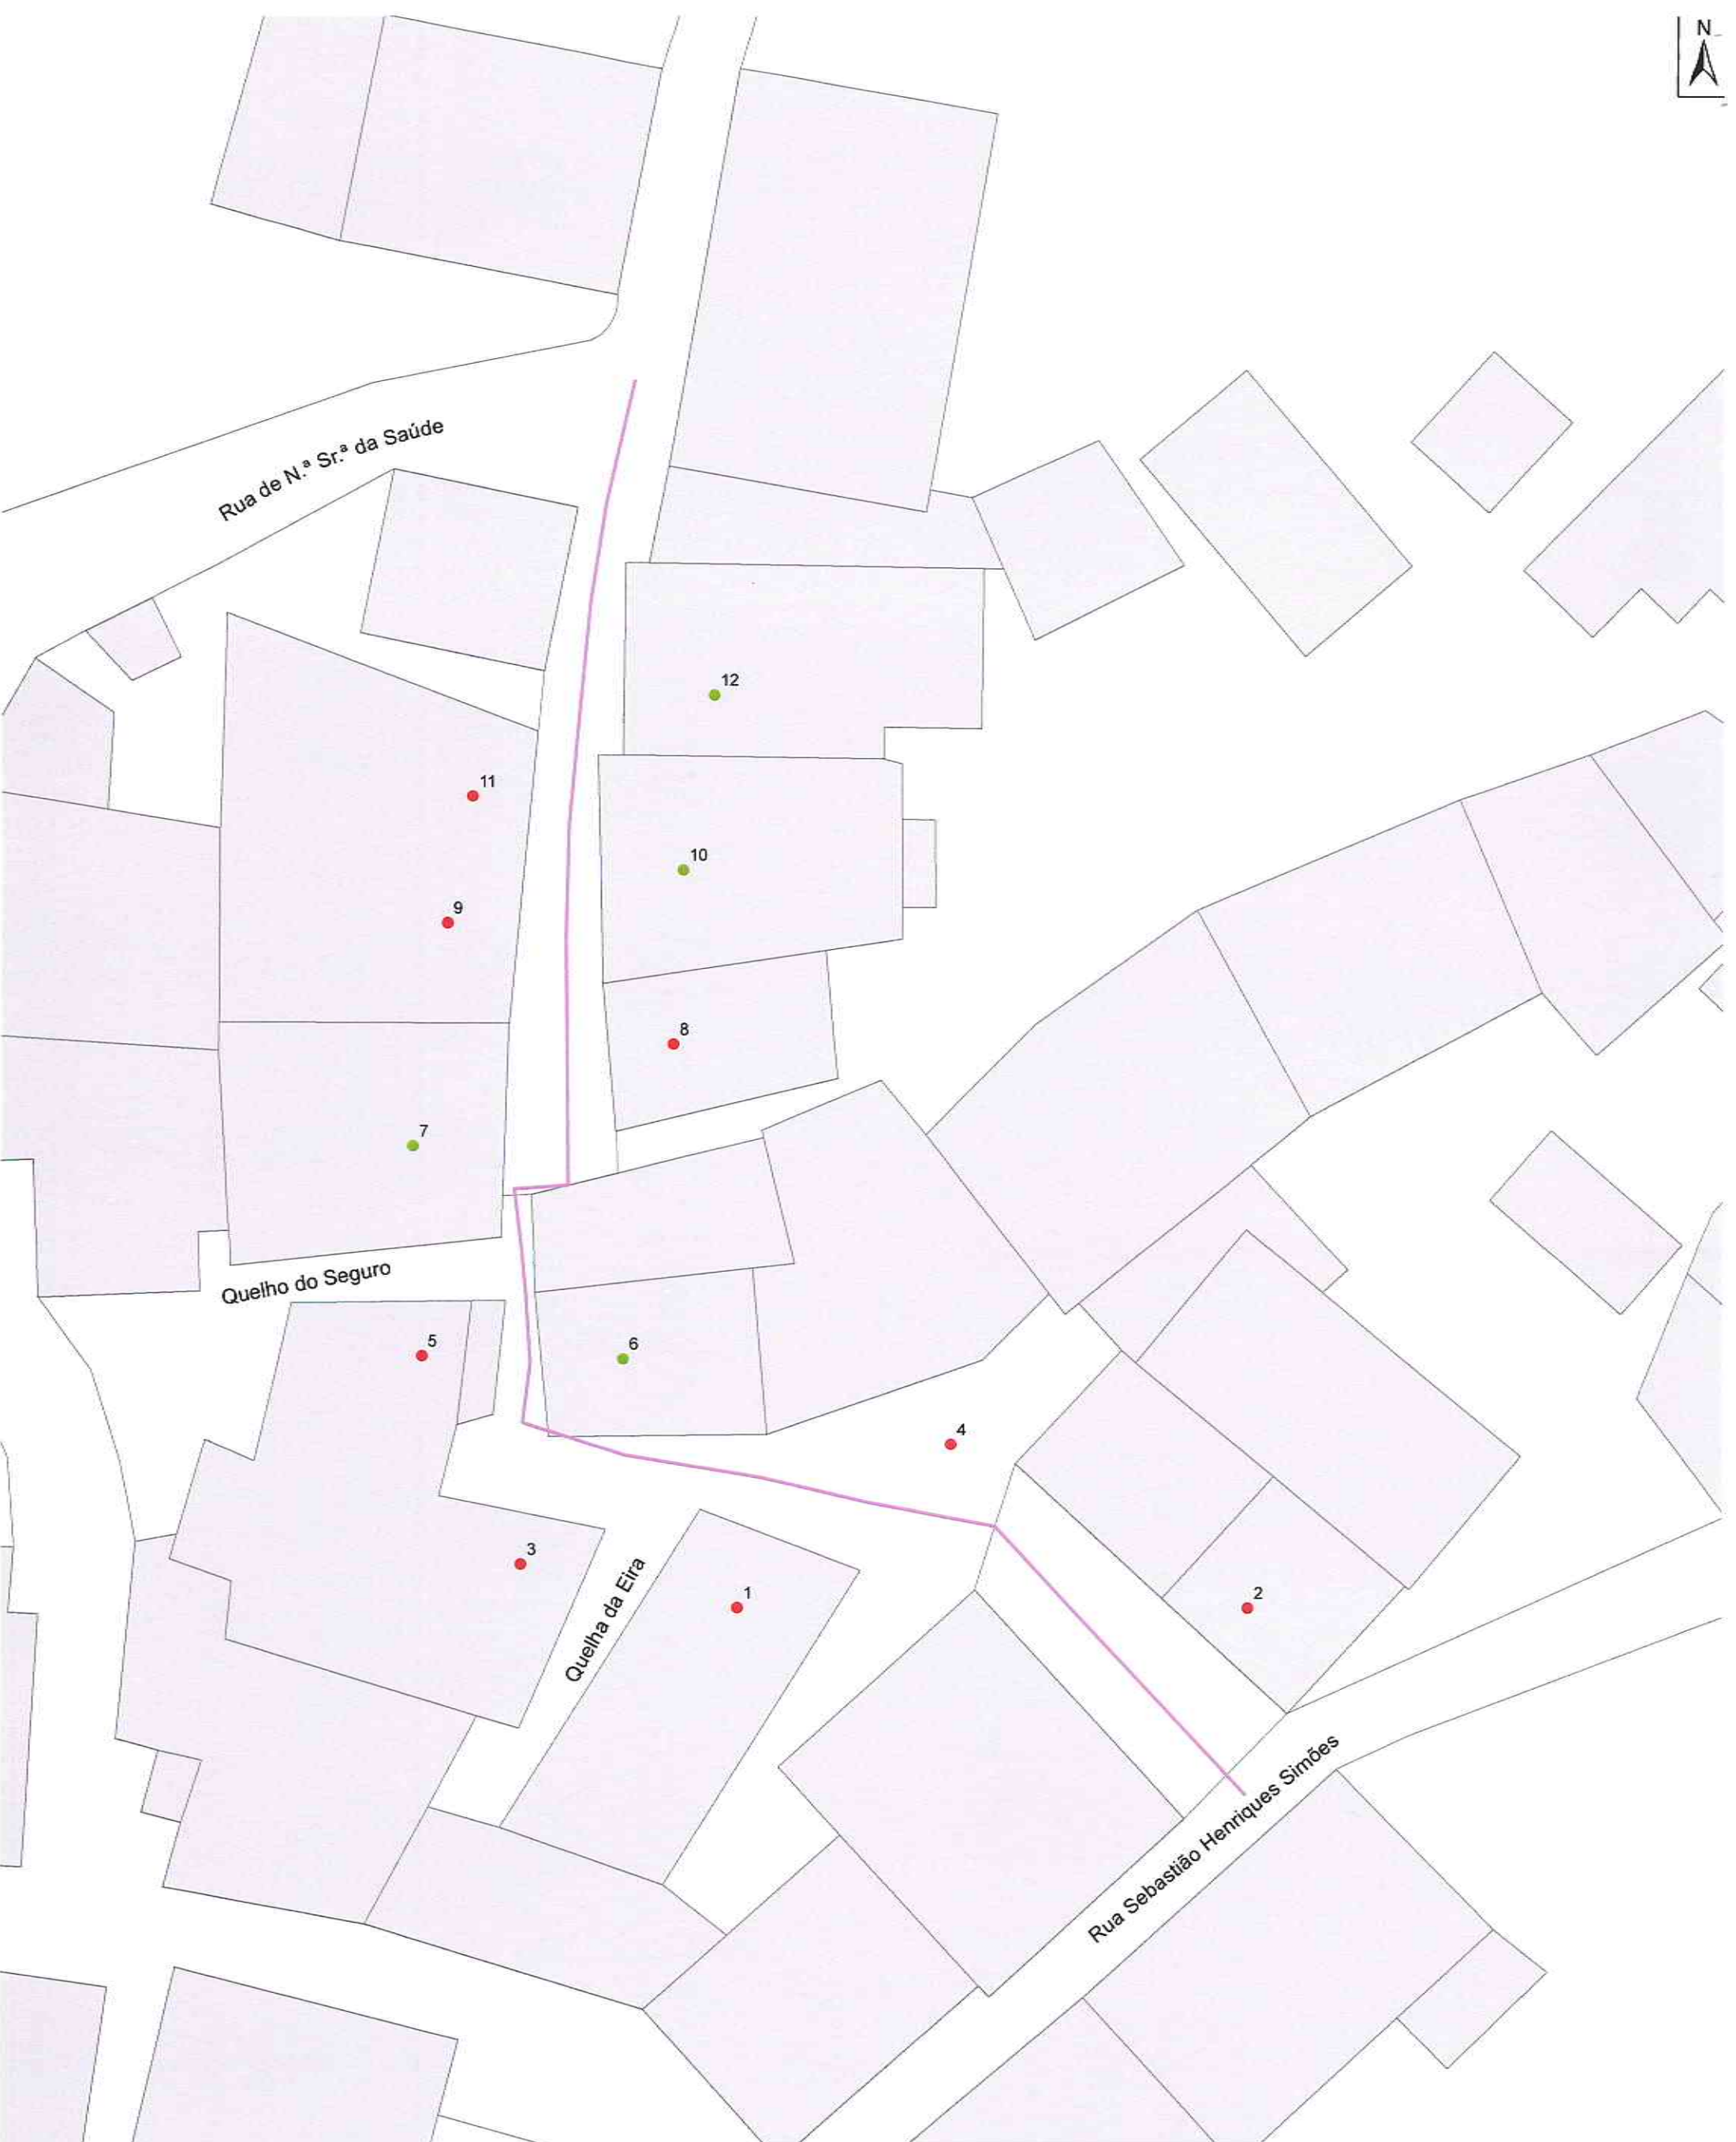 N
Rua de N.ª Sr.ª da Saúde
12
11
10
9
8
7
Quelho do Seguro
5
6
4
3
Quelha da Eira
1
2
Rua Sebastião Henriques Simões